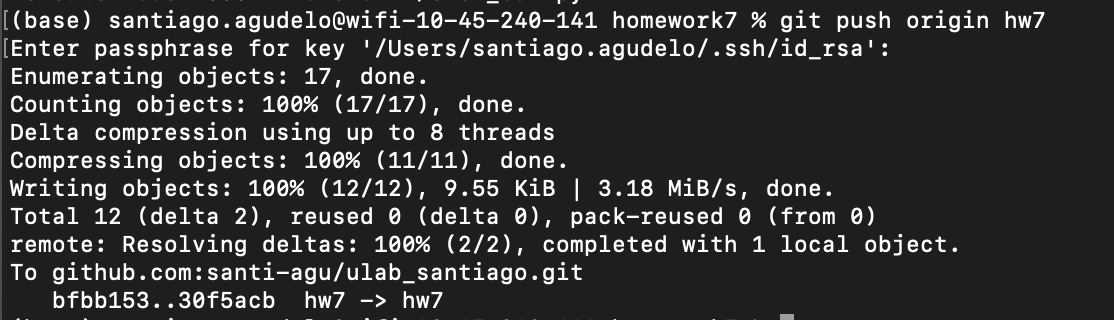 [(base) santiago.agudelo@wifi-10-45-240-141 homework7 % git push origin hw7
[Enter passphrase for key '/Users/santiago.agudelo/.ssh/id_rsa':
Enumerating objects: 17, done.
Counting objects: 100% (17/17), done.
Delta compression using up to 8 threads
Compressing objects: 100% (11/11), done.
Writing objects: 100% (12/12), 9.55 KiB | 3.18 MiB/s, done.
Total 12 (delta 2), reused 0 (delta 0), pack-reused 0 (from 0)
remote: Resolving deltas: 100% (2/2), completed with 1 local object.
To github.com:santi-agu/ulab_santiago.git
   bfbb153..30f5acb  hw7 -> hw7